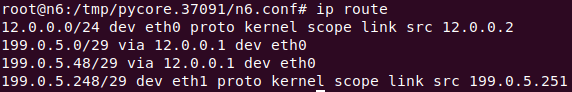 root@n6:/tmp/pycore.37091/n6.conf# ip route
12.0.0.0/24 dev eth0 proto kernel scope link src 12.0.0.2
199.0.5.0/29 via 12.0.0.1 dev eth0
199.0.5.48/29 via 12.0.0.1 dev eth0
199.0.5.248/29 dev eth1 proto kernel scope link src 199.0.5.251